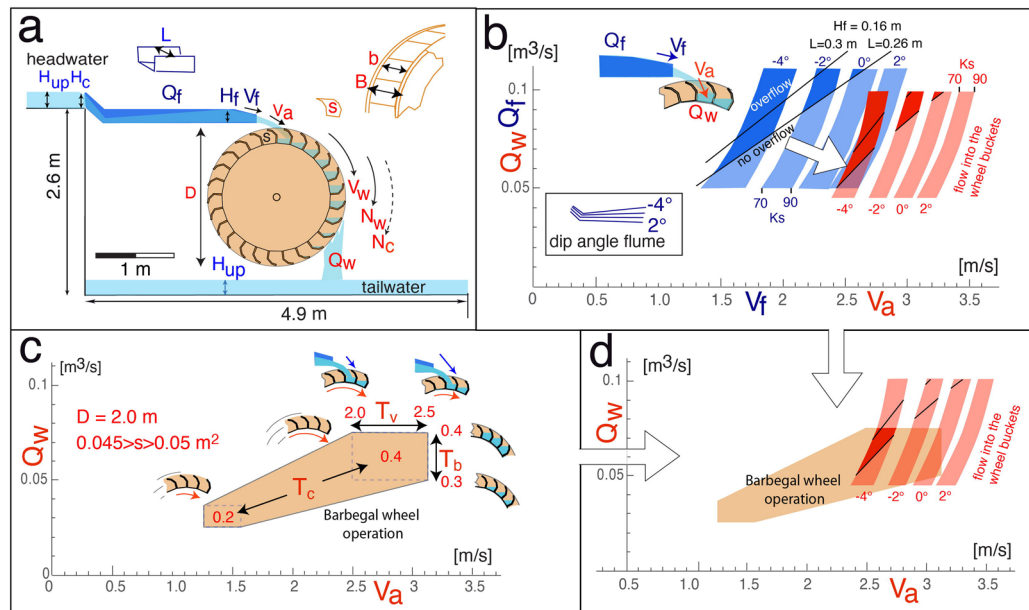 a
headwater
Hup Hc
L
Qf
Hf Vf
Va
s
b
B
s
2.6 m
D
Vw
Nw
Nc
1 m
Hup
Qw
tailwater
4.9 m
b
[m³/s]
Qf
Vf
Va
Qw
Hf = 0.16 m
L=0.3 m L=0.26 m
-4° -2° 0° 2°
Ks
70 90
overflow
no overflow
flow into the
wheel buckets
0.1
0.05
Qw Qf
70 90
Ks
-4° -2° 0° 2°
-4°
2°
dip angle flume
[m/s]
0 0.5 1.0 1.5 2.0 2.5 3 3.5
Vf Va
c
[m³/s]
0.1
D = 2.0 m
0.045>s>0.05 m²
Qw
0.05
0
2.0 Tv 2.5
0.4
Tb
0.3
0.4
Tc
0.2
Barbegal wheel
operation
[m/s]
0 0.5 1.0 1.5 2 2.5 3 3.5
Va
d
[m³/s]
0.1
Qw
0.05
flow into the
wheel buckets
Barbegal wheel
operation
-4° -2° 0° 2°
[m/s]
0.5 1.0 1.5 2 2.5 3 3.5
Va